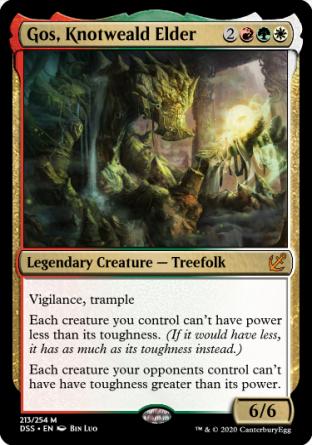 Gos, Knotweald Elder 2
Legendary Creature — Treefolk
Vigilance, trample
Each creature you control can't have power
less than its toughness. (If it would have less,
it has as much as its toughness instead.)
Each creature your opponents control can't
have have toughness greater than its power.
6/6
213/254 M
DSS • EN BIN LUO
™ & © 2020 CanterburyEgg